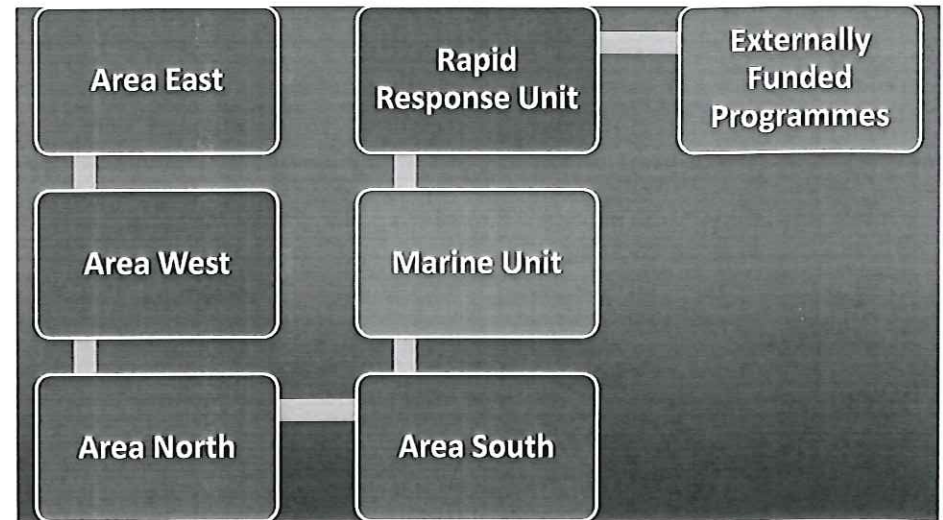 Area East
Area West
Area North
Area South
Marine Unit
Rapid
Response Unit
Externally
Funded
Programmes